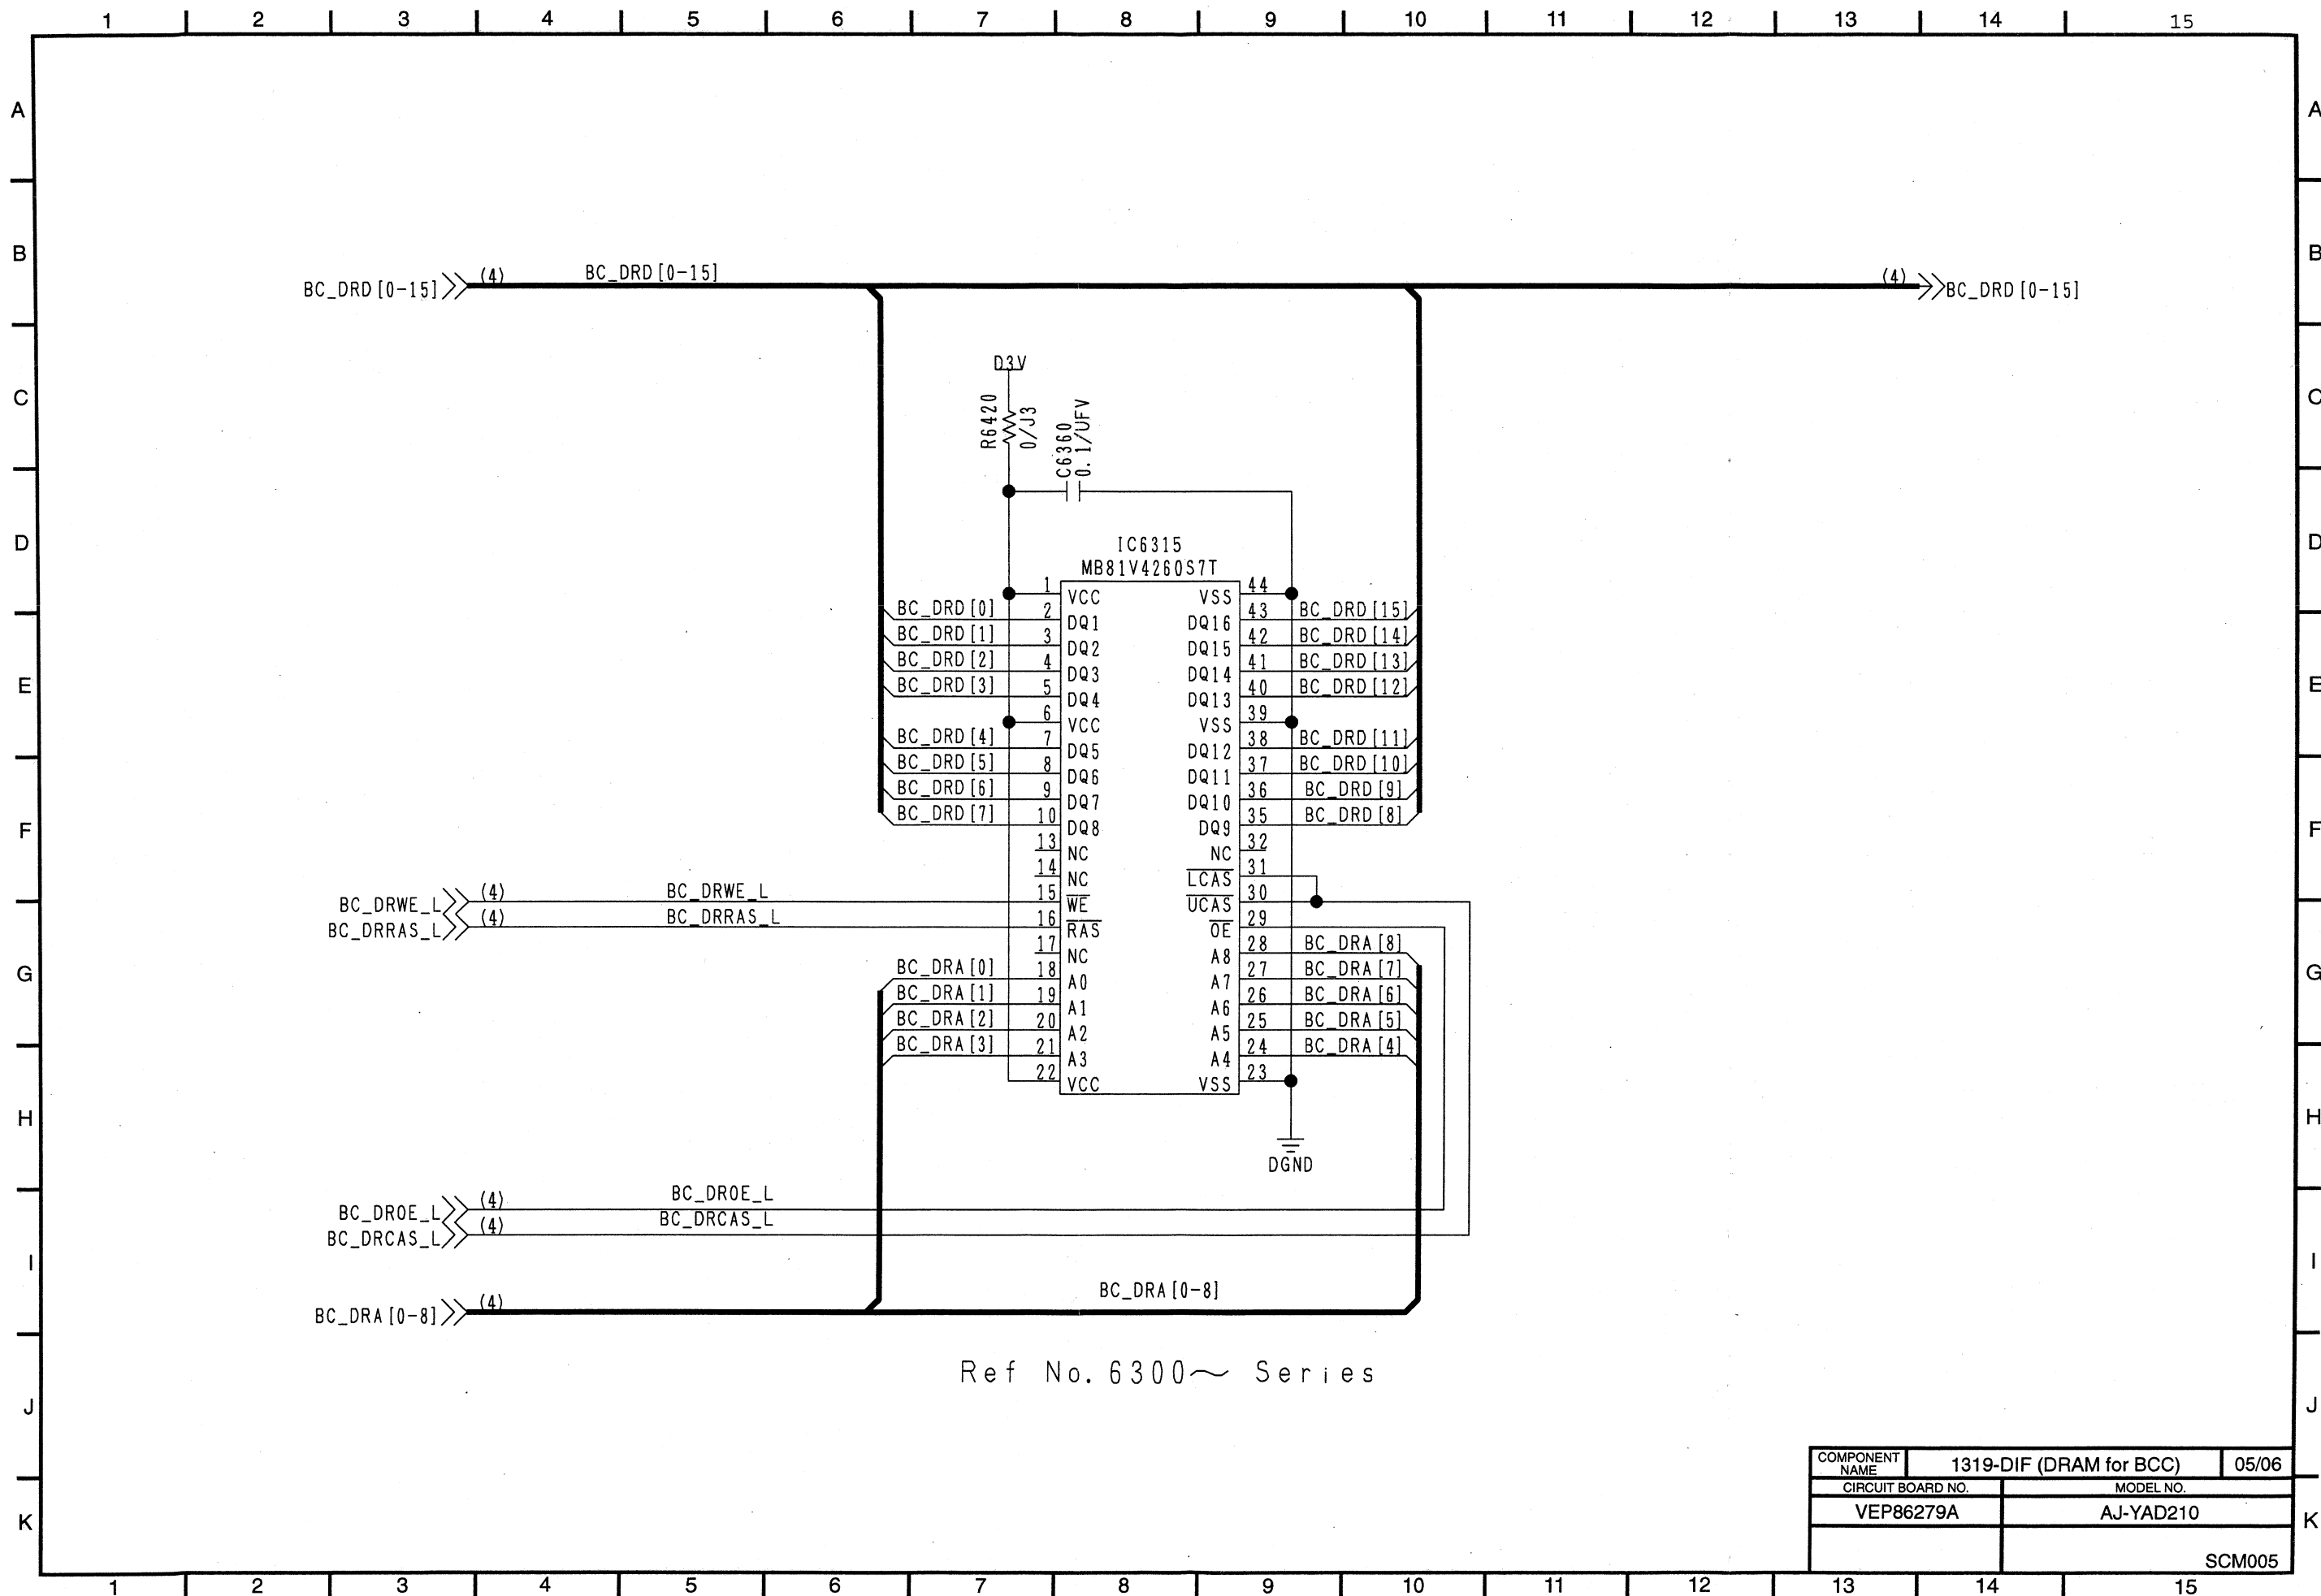 1 2 3 4 5 6 7 8 9 10 11 12 13 14 15
A A
B B
BC_DRD[0-15] (4) BC_DRD[0-15] (4) BC_DRD[0-15]
D3V
C C
R6420
0/J3
C6360
0.1/UFV
D D
IC6315
MB81V4260S7T
1 VCC VSS 44
BC_DRD[0] 2 DQ1 DQ16 43 BC_DRD[15]
BC_DRD[1] 3 DQ2 DQ15 42 BC_DRD[14]
BC_DRD[2] 4 DQ3 DQ14 41 BC_DRD[13]
E E
BC_DRD[3] 5 DQ4 DQ13 40 BC_DRD[12]
6 VCC VSS 39
BC_DRD[4] 7 DQ5 DQ12 38 BC_DRD[11]
BC_DRD[5] 8 DQ6 DQ11 37 BC_DRD[10]
BC_DRD[6] 9 DQ7 DQ10 36 BC_DRD[9]
BC_DRD[7] 10 DQ8 DQ9 35 BC_DRD[8]
F F
13 NC NC 32
14 NC LCAS 31
BC_DRWE_L (4) BC_DRWE_L 15 WE UCAS 30
BC_DRRAS_L (4) BC_DRRAS_L 16 RAS OE 29
17 NC A8 28 BC_DRA[8]
G G
BC_DRA[0] 18 A0 A7 27 BC_DRA[7]
BC_DRA[1] 19 A1 A6 26 BC_DRA[6]
BC_DRA[2] 20 A2 A5 25 BC_DRA[5]
BC_DRA[3] 21 A3 A4 24 BC_DRA[4]
22 VCC VSS 23
H H
DGND
BC_DROE_L (4) BC_DROE_L
BC_DRCAS_L (4) BC_DRCAS_L
I I
BC_DRA[0-8] (4) BC_DRA[0-8]
Ref No. 6300～ Series
J J
COMPONENT NAME 1319-DIF (DRAM for BCC) 05/06
CIRCUIT BOARD NO. MODEL NO.
VEP86279A AJ-YAD210
K K
SCM005
1 2 3 4 5 6 7 8 9 10 11 12 13 14 15